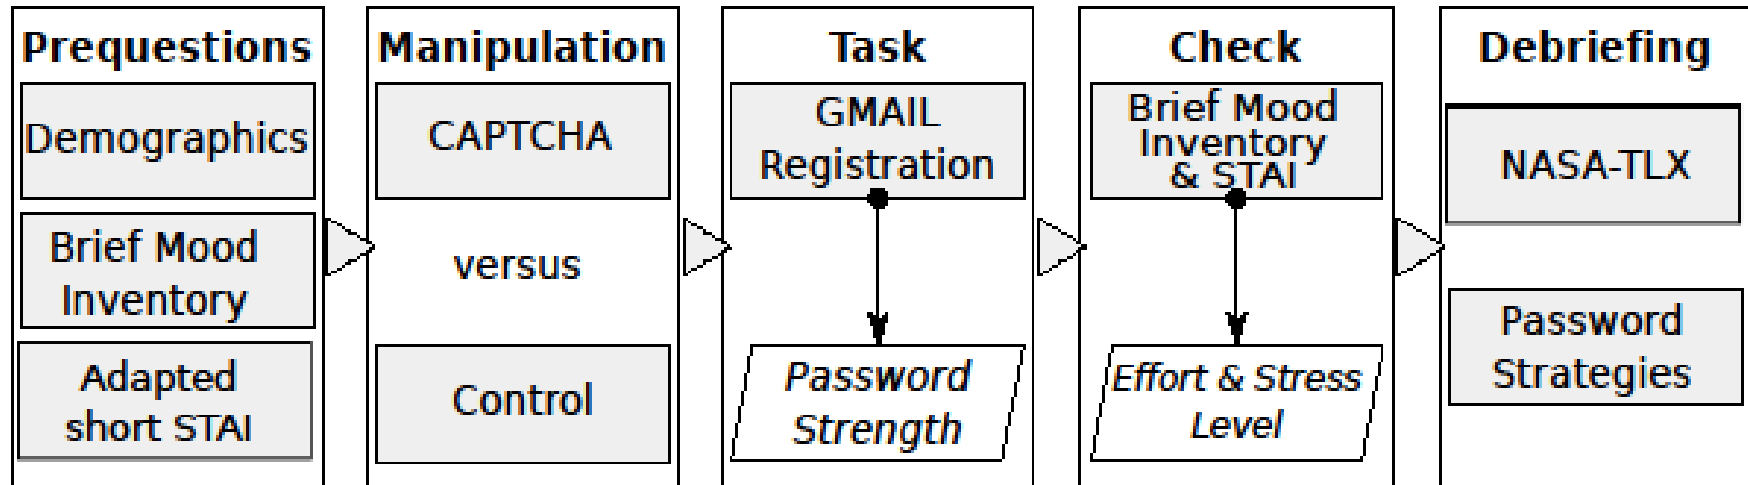 Prequestions
Demographics
Brief Mood
Inventory
Adapted
short STAI
Manipulation
CAPTCHA
versus
Control
Task
GMAIL
Registration
Password
Strength
Check
Brief Mood
Inventory
& STAI
Effort & Stress
Level
Debriefing
NASA-TLX
Password
Strategies